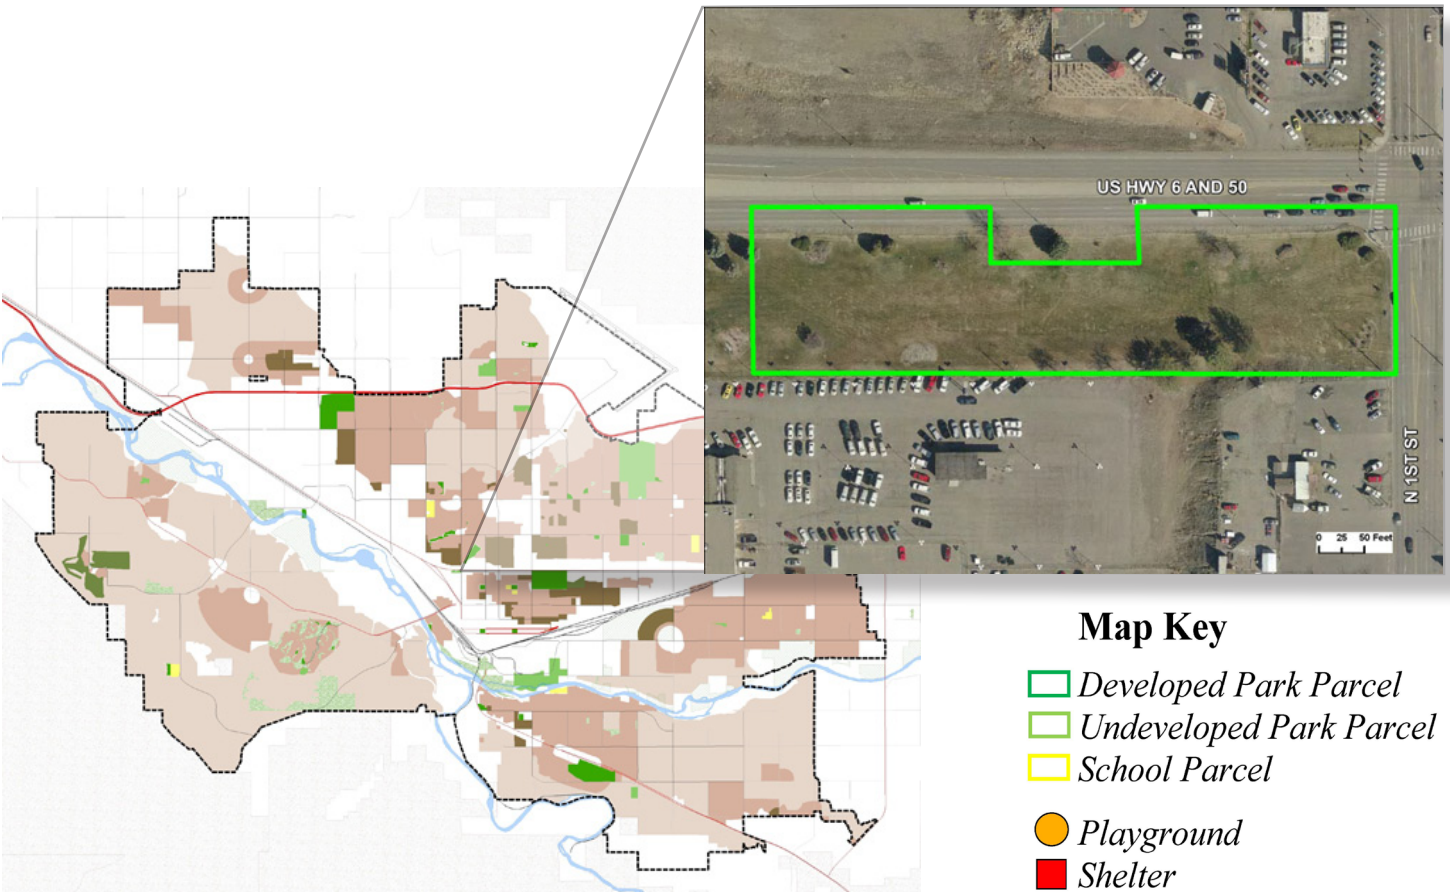 US HWY 6 AND 50
N 1ST ST
0 25 50 Feet
Map Key
Developed Park Parcel
Undeveloped Park Parcel
School Parcel
Playground
Shelter